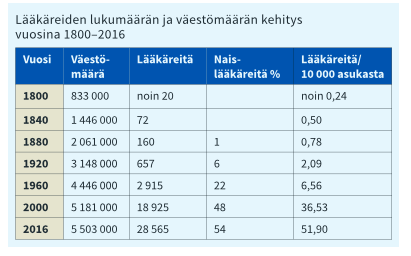 Lääkäreiden lukumäärän ja väestömäärän kehitys
vuosina 1800–2016
Vuosi Väestö- Lääkäreitä Nais- Lääkäreitä/
määrä lääkäreitä % 10 000 asukasta
1800 833 000 noin 20 noin 0,24
1840 1 446 000 72 0,50
1880 2 061 000 160 1 0,78
1920 3 148 000 657 6 2,09
1960 4 446 000 2 915 22 6,56
2000 5 181 000 18 925 48 36,53
2016 5 503 000 28 565 54 51,90